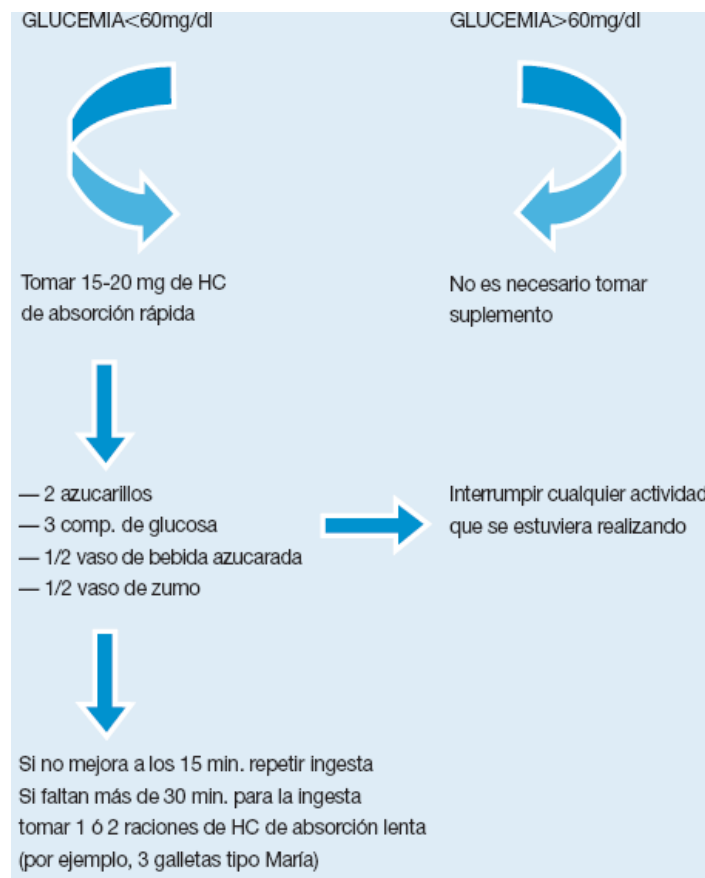 GLUCEMIA<60mg/dl
GLUCEMIA>60mg/dl
Tomar 15-20 mg de HC
de absorción rápida
No es necesario tomar
suplemento
— 2 azucarillos
— 3 comp. de glucosa
— 1/2 vaso de bebida azucarada
— 1/2 vaso de zumo
Interrumpir cualquier actividad
que se estuviera realizando
Si no mejora a los 15 min. repetir ingesta
Si faltan más de 30 min. para la ingesta
tomar 1 ó 2 raciones de HC de absorción lenta
(por ejemplo, 3 galletas tipo María)